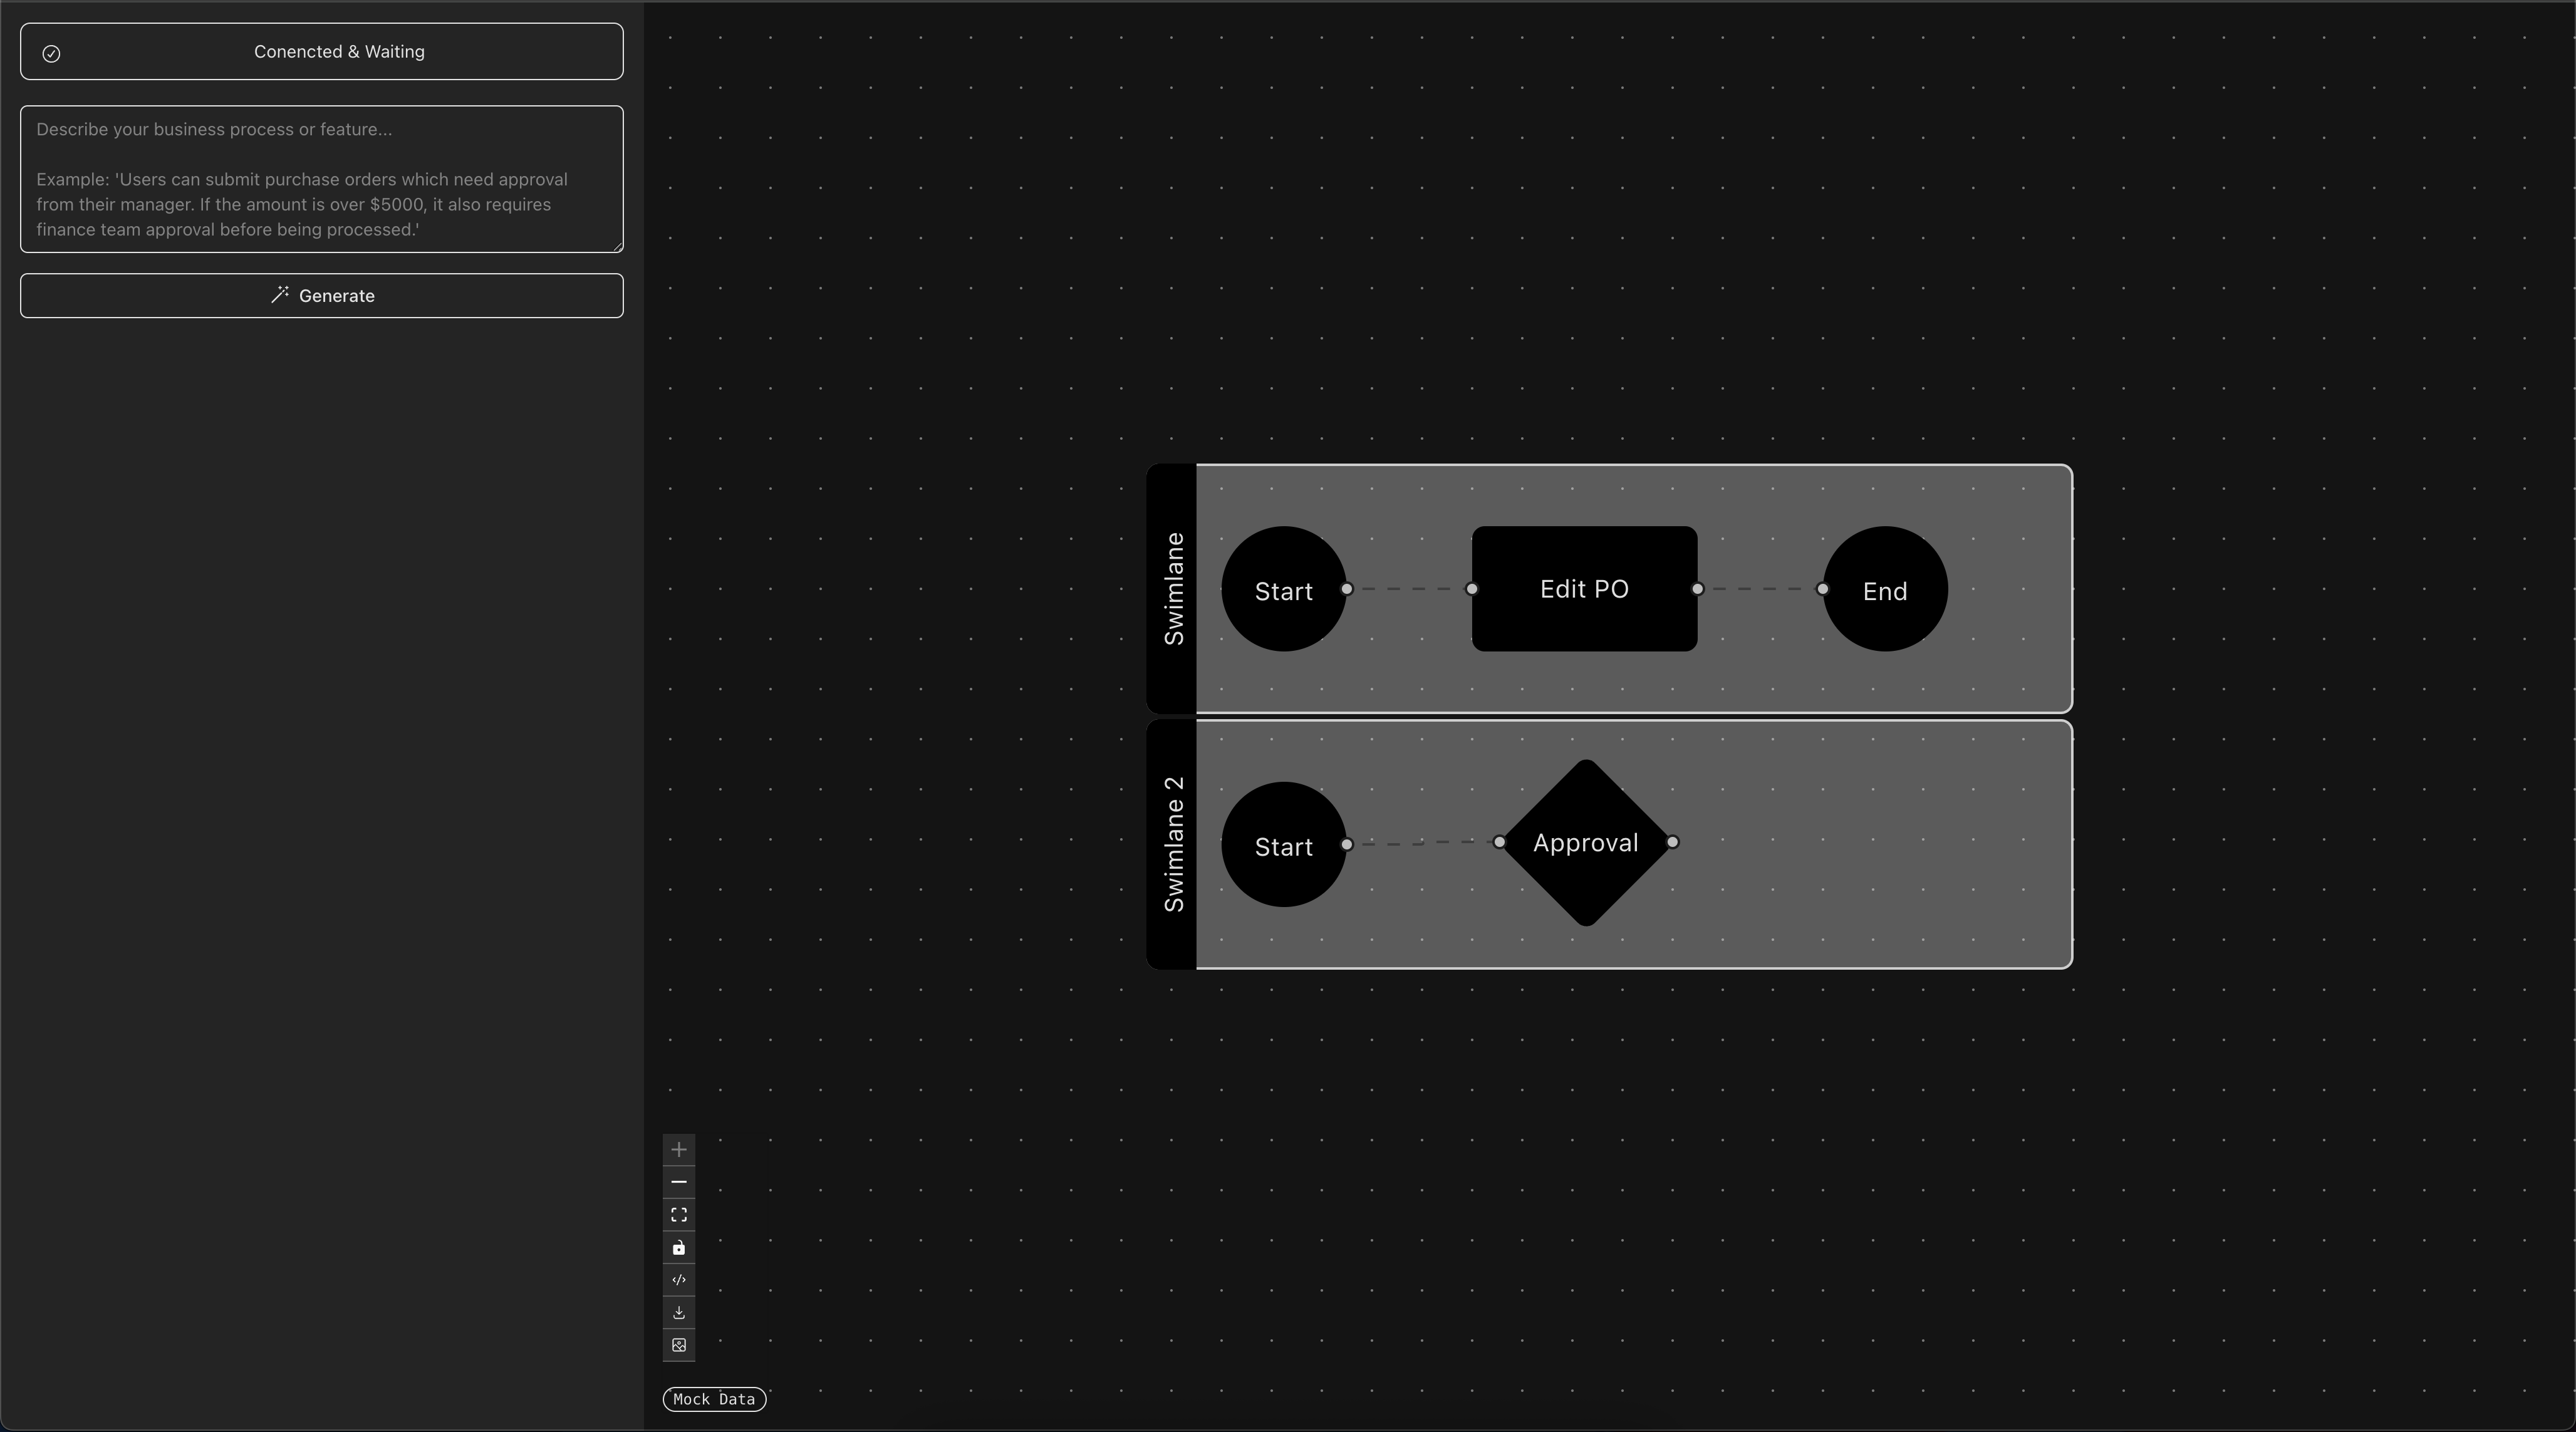 Conencted & Waiting
Describe your business process or feature...
Example: 'Users can submit purchase orders which need approval
from their manager. If the amount is over $5000, it also requires
finance team approval before being processed.'
Generate
Swimlane
Start
Edit PO
End
Swimlane 2
Start
Approval
Mock Data